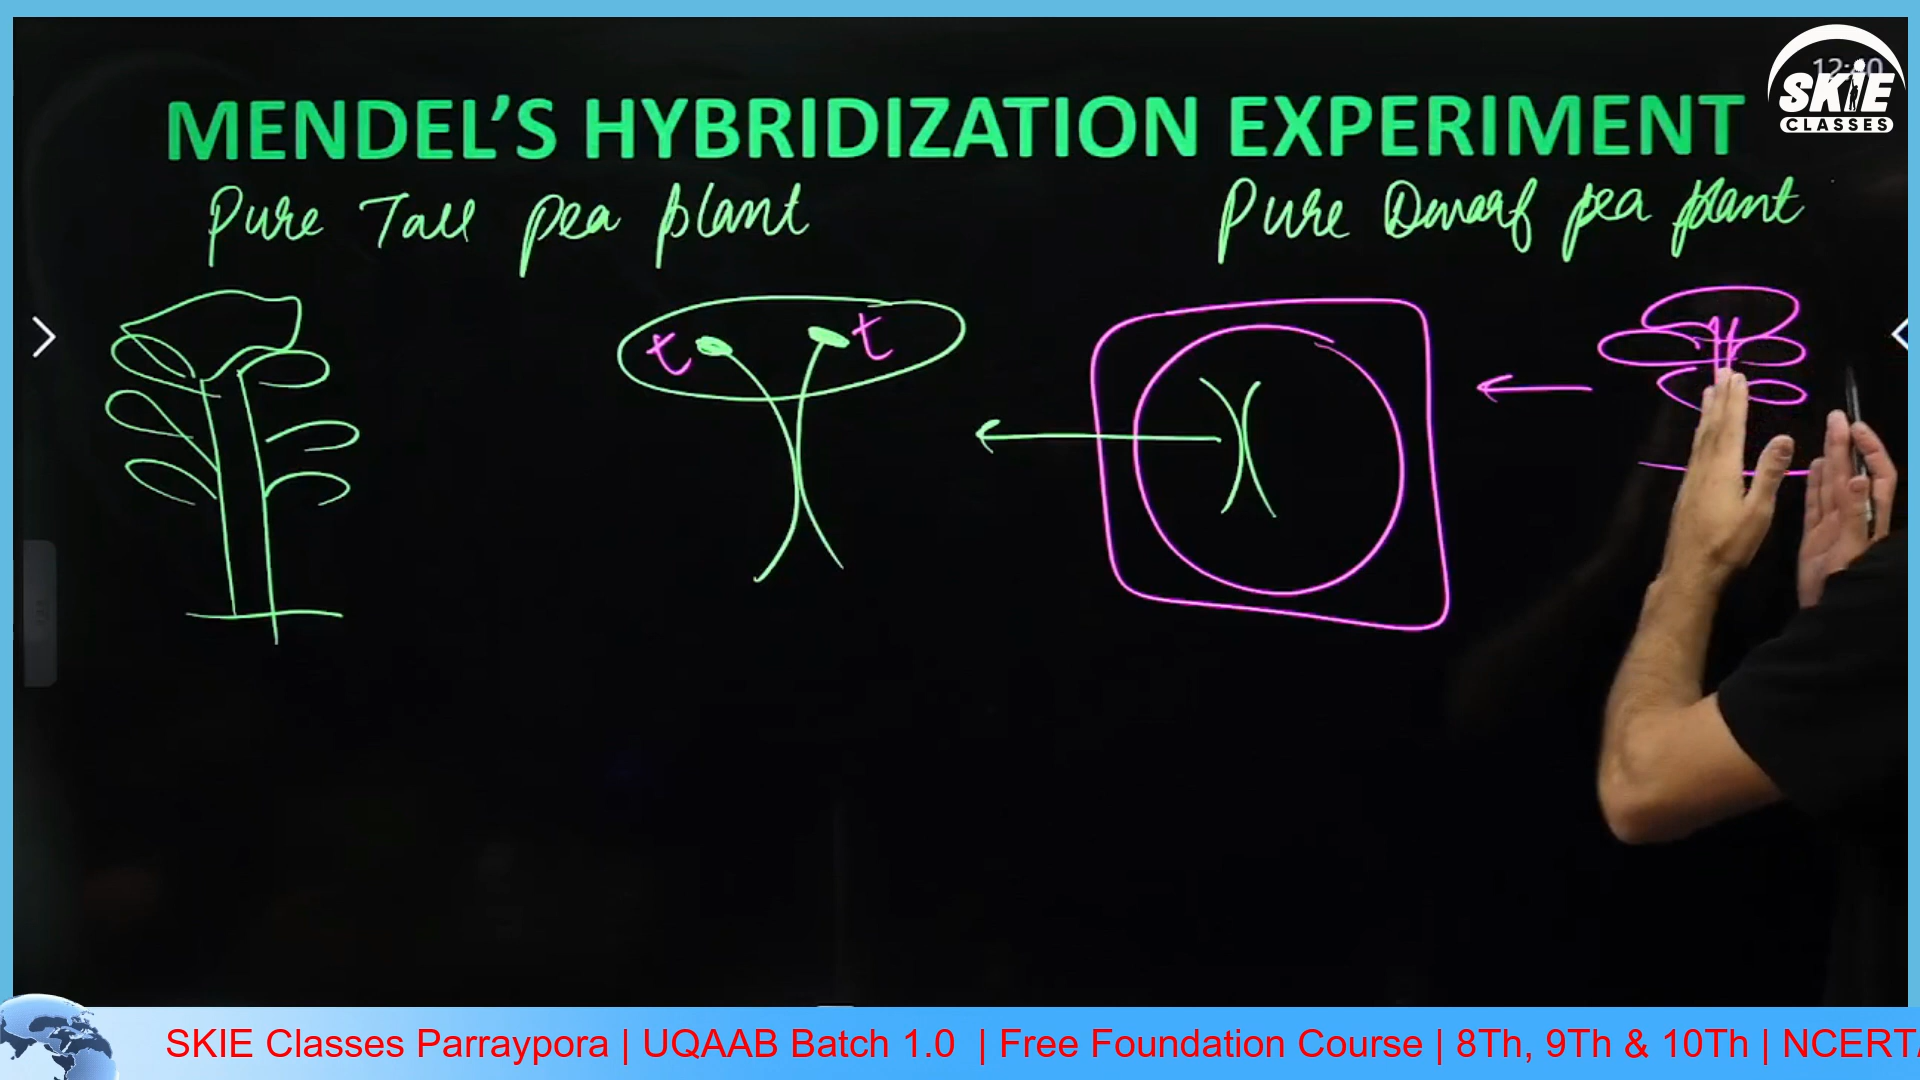 SKIE
CLASSES
MENDEL'S HYBRIDIZATION EXPERIMENT
Pure Tall pea plant
Pure Dwarf pea plant
t t
SKIE Classes Parraypora | UQAAB Batch 1.0 | Free Foundation Course | 8Th, 9Th & 10Th | NCERT